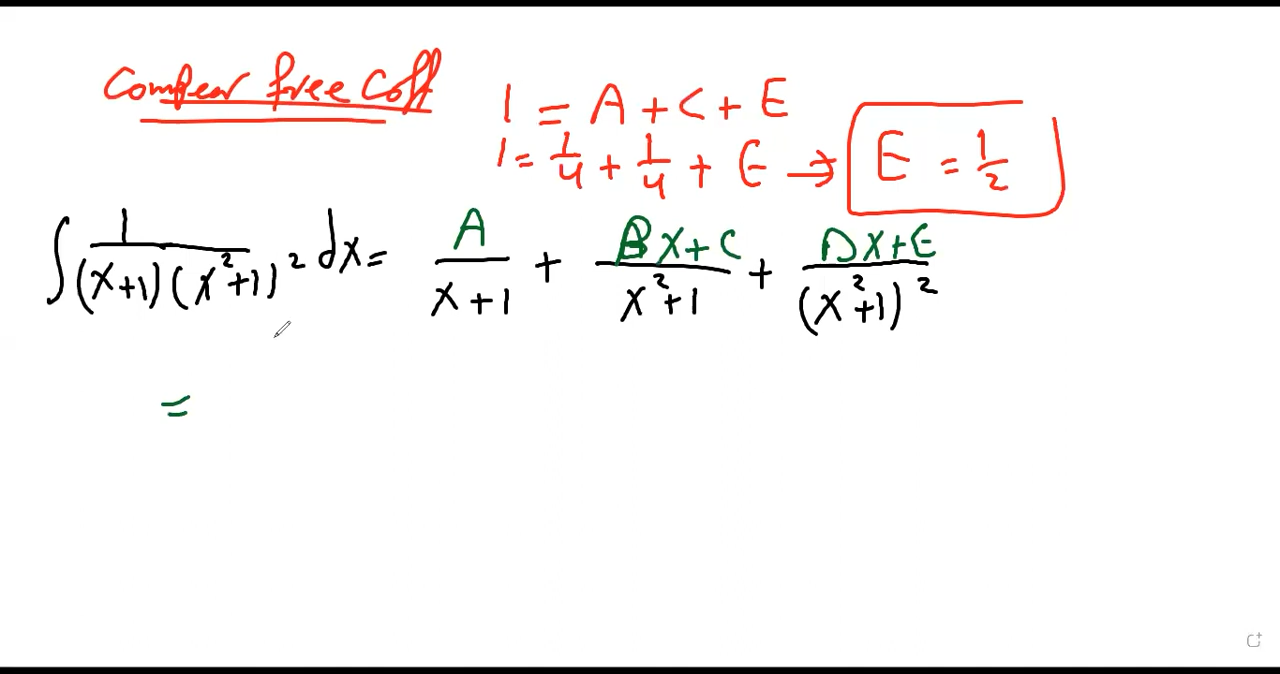 Compear free Coff
1 = A + C + E
1 = 1/4 + 1/4 + E → E = 1/2
∫ 1/((x+1)(x²+1)²) dx = A/(x+1) + (Bx+C)/(x²+1) + (Dx+E)/(x²+1)²
=